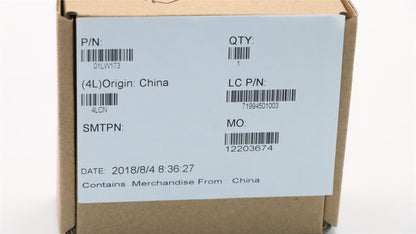 P/N:
QTY:
01LW173
1
(4L)Origin: China
LC P/N:
4LCN
71994501003
SMTPN:
MO:
12203674
DATE: 2018/8/4 8:36:27
Contains Merchandise From : China